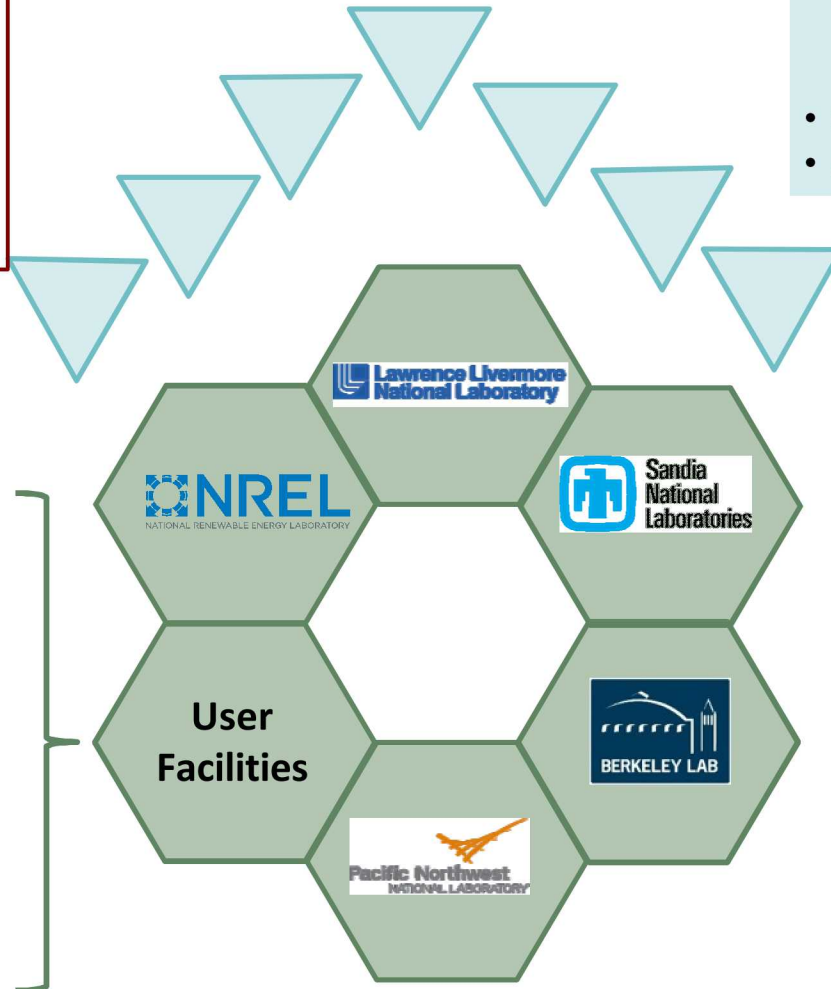 Lawrence Livermore
National Laboratory
NREL
NATIONAL RENEWABLE ENERGY LABORATORY
Sandia
National
Laboratories
User
Facilities
BERKELEY LAB
Pacific Northwest
NATIONAL LABORATORY